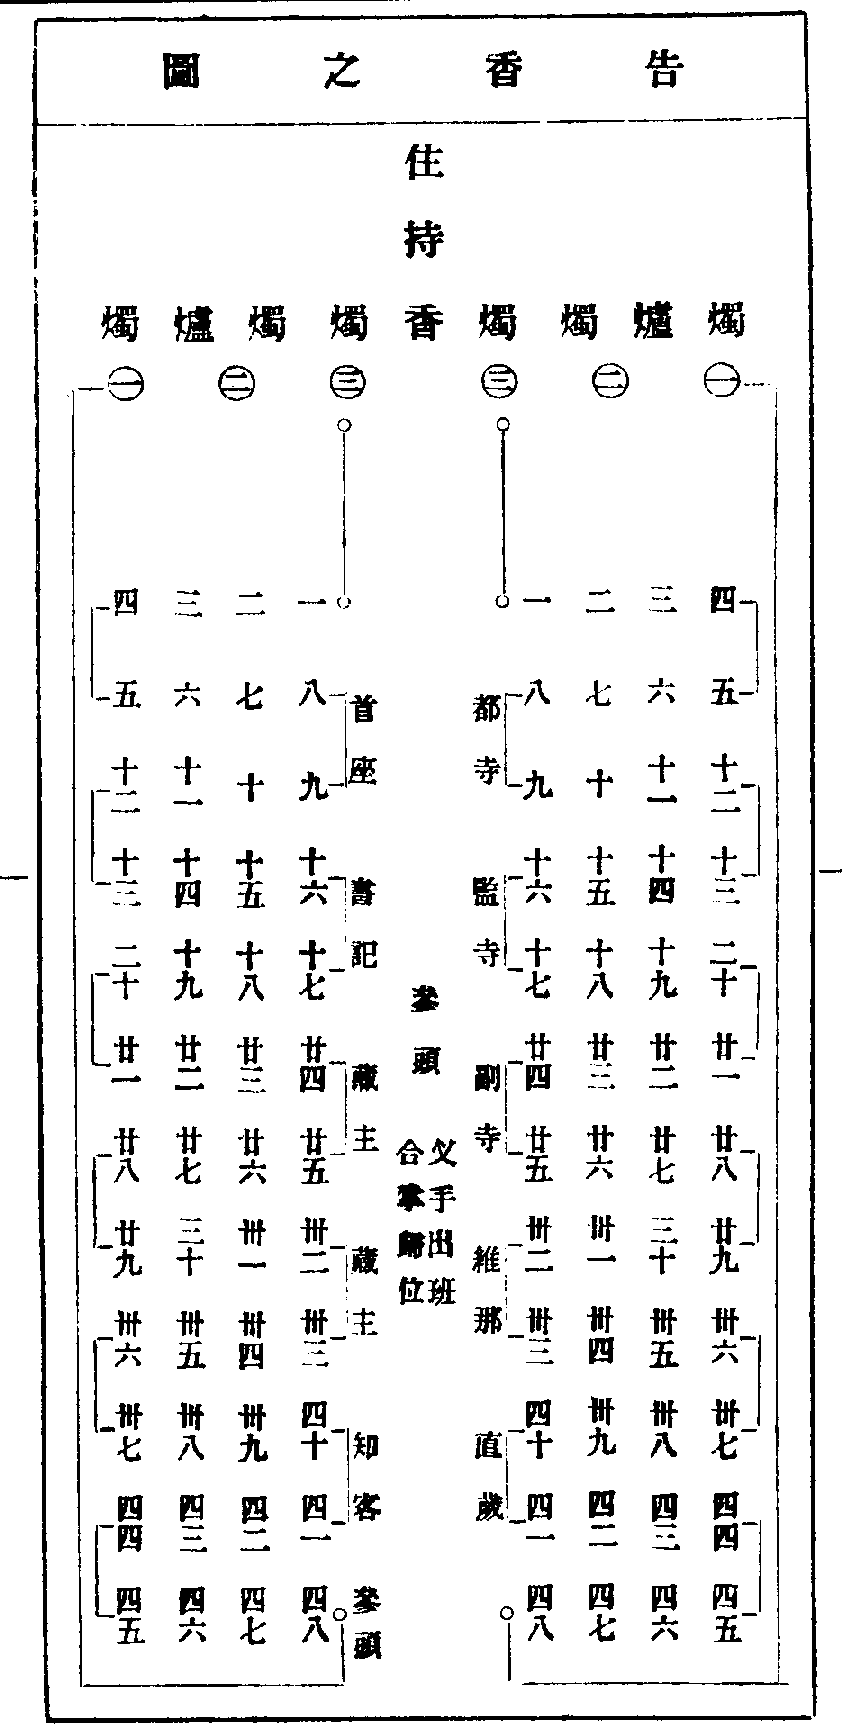 告香之圖
住持
燭 爐 燭 燭 香 燭 燭 爐 燭
一 二 三 三 二 一
四 三 二 一 一 二 三 四
五 六 七 八 八 七 六 五
十二 十一 十 九 九 十 十一 十二
十三 十四 十五 十六 十六 十五 十四 十三
二十 十九 十八 十七 十七 十八 十九 二十
廿一 廿二 廿三 廿四 廿四 廿三 廿二 廿一
廿八 廿七 廿六 廿五 廿五 廿六 廿七 廿八
廿九 三十 卅一 卅二 卅二 卅一 三十 廿九
卅六 卅五 卅四 卅三 卅三 卅四 卅五 卅六
卅七 卅八 卅九 四十 四十 卅九 卅八 卅七
四四 四三 四二 四一 四一 四二 四三 四四
四五 四六 四七 四八 四八 四七 四六 四五
都寺
監寺
副寺
維那
直歲
參頭
叉手出班
合掌歸位
首座
書記
藏主
藏主
知客
參頭